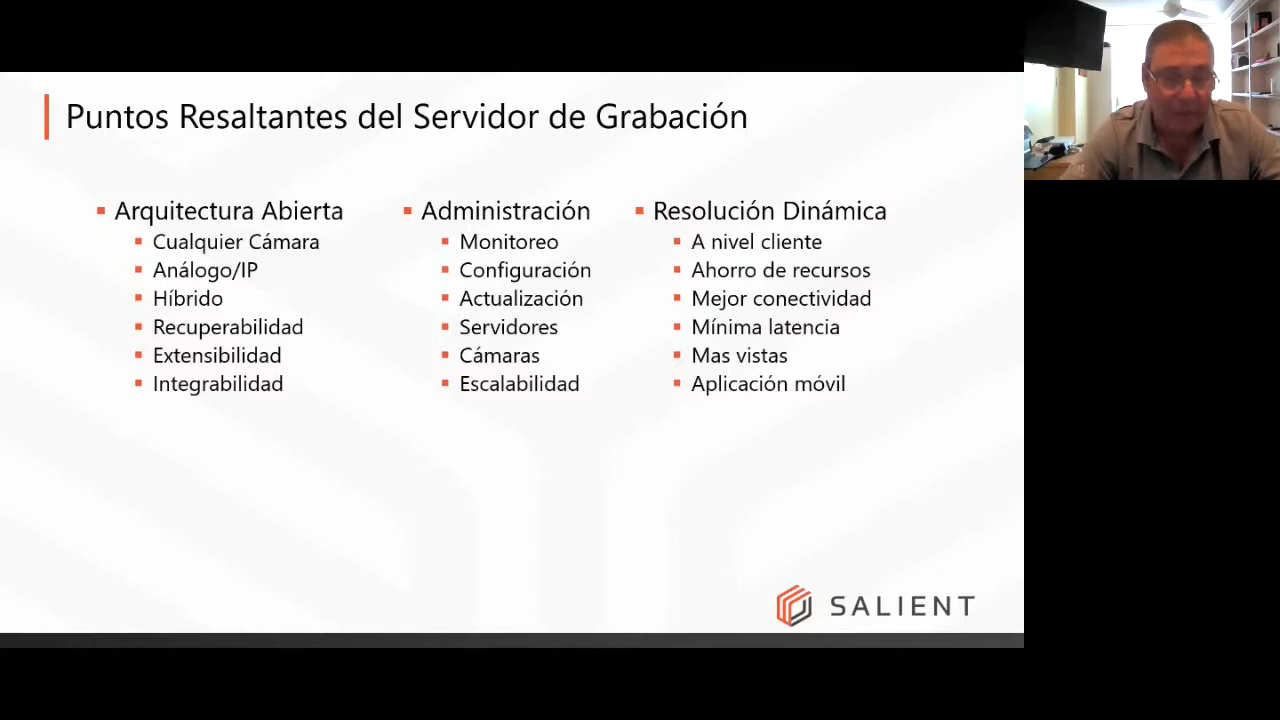 Puntos Resaltantes del Servidor de Grabación
Arquitectura Abierta
Cualquier Cámara
Análogo/IP
Híbrido
Recuperabilidad
Extensibilidad
Integrabilidad
Administración
Monitoreo
Configuración
Actualización
Servidores
Cámaras
Escalabilidad
Resolución Dinámica
A nivel cliente
Ahorro de recursos
Mejor conectividad
Mínima latencia
Mas vistas
Aplicación móvil
SALIENT